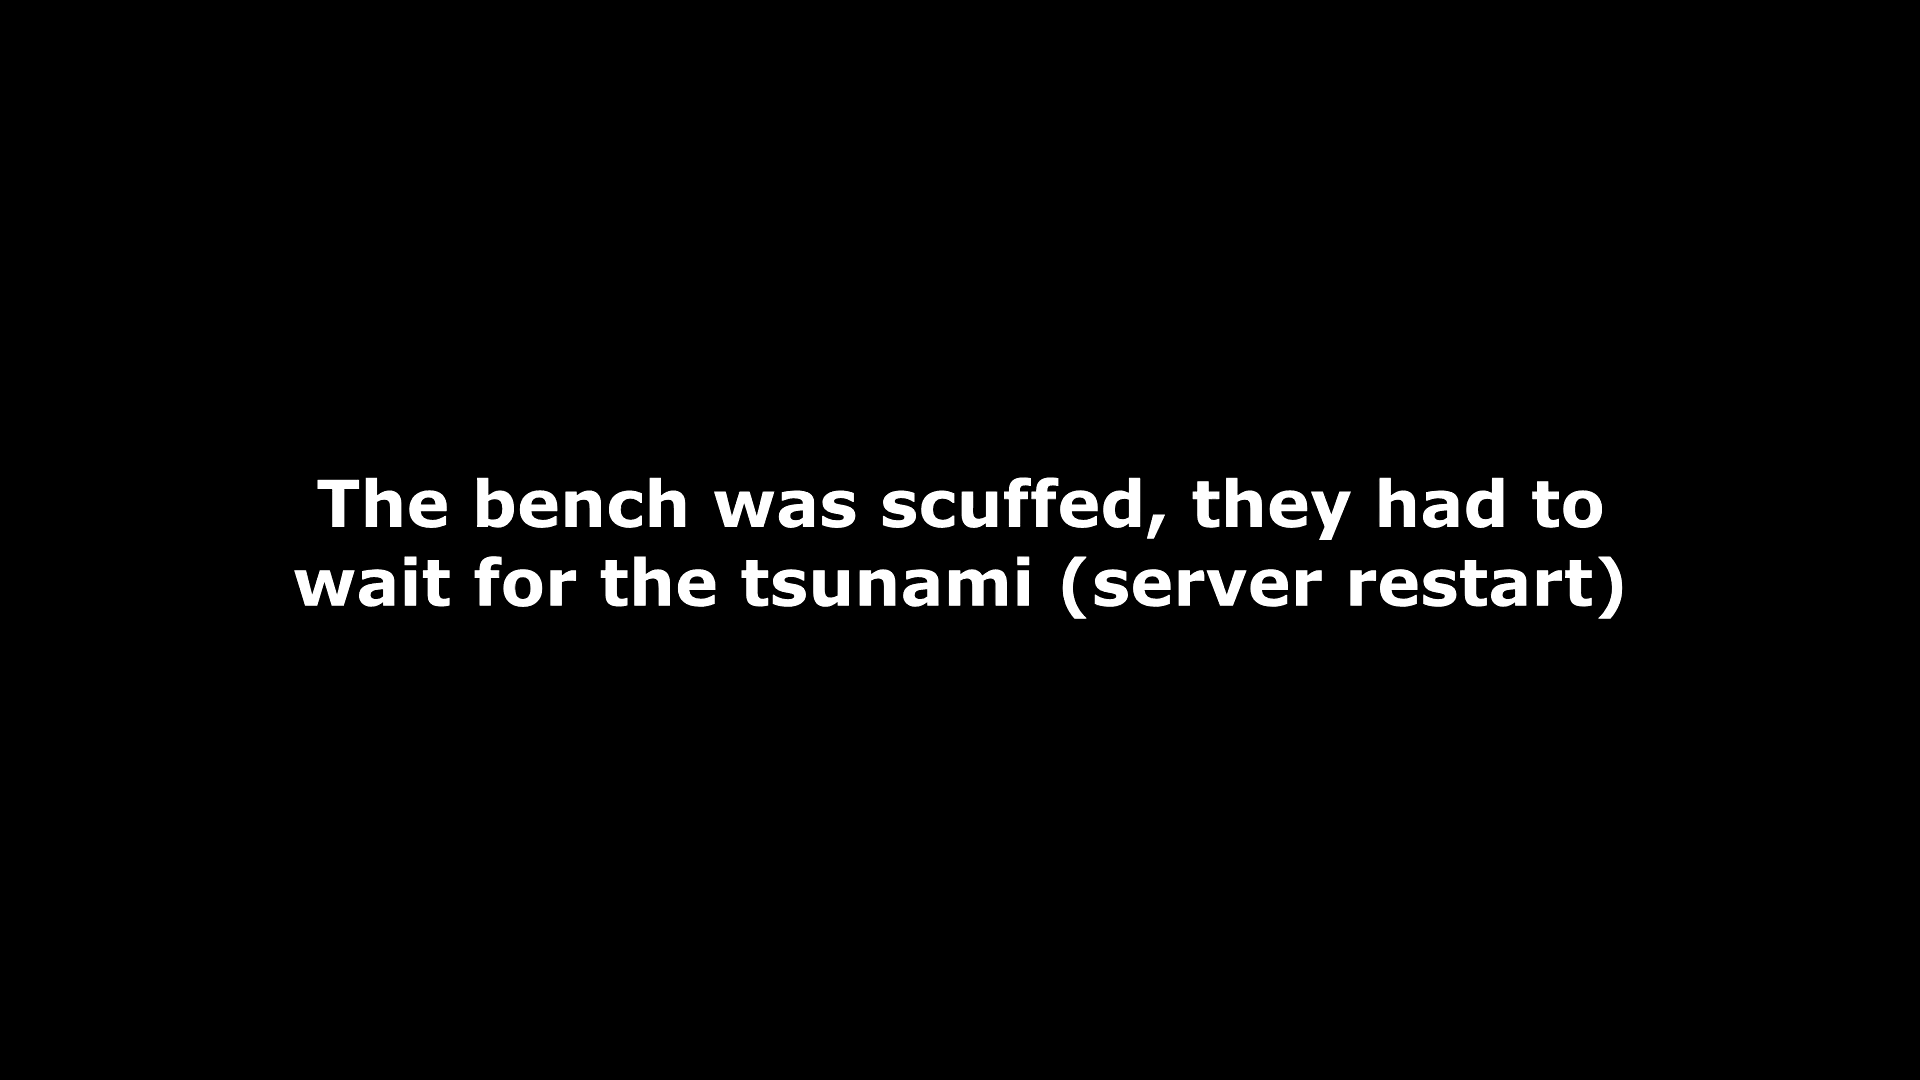 The bench was scuffed, they had to
wait for the tsunami (server restart)